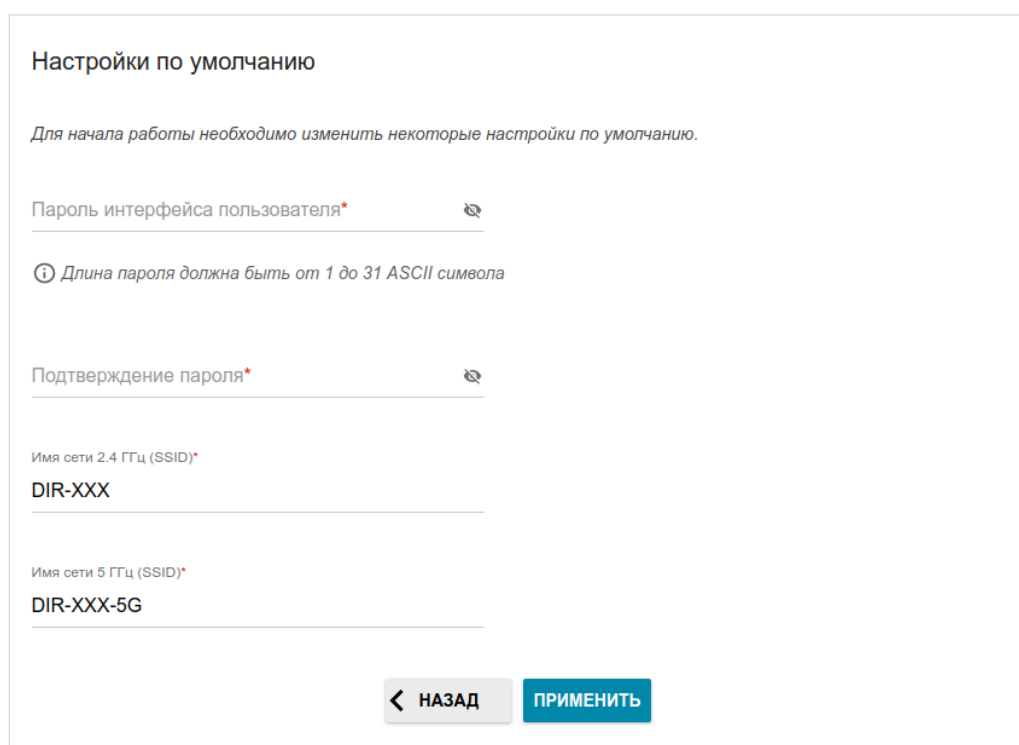 Настройки по умолчанию
Для начала работы необходимо изменить некоторые настройки по умолчанию.
Пароль интерфейса пользователя*
Длина пароля должна быть от 1 до 31 ASCII символа
Подтверждение пароля*
Имя сети 2.4 ГГц (SSID)*
DIR-XXX
Имя сети 5 ГГц (SSID)*
DIR-XXX-5G
НАЗАД
ПРИМЕНИТЬ